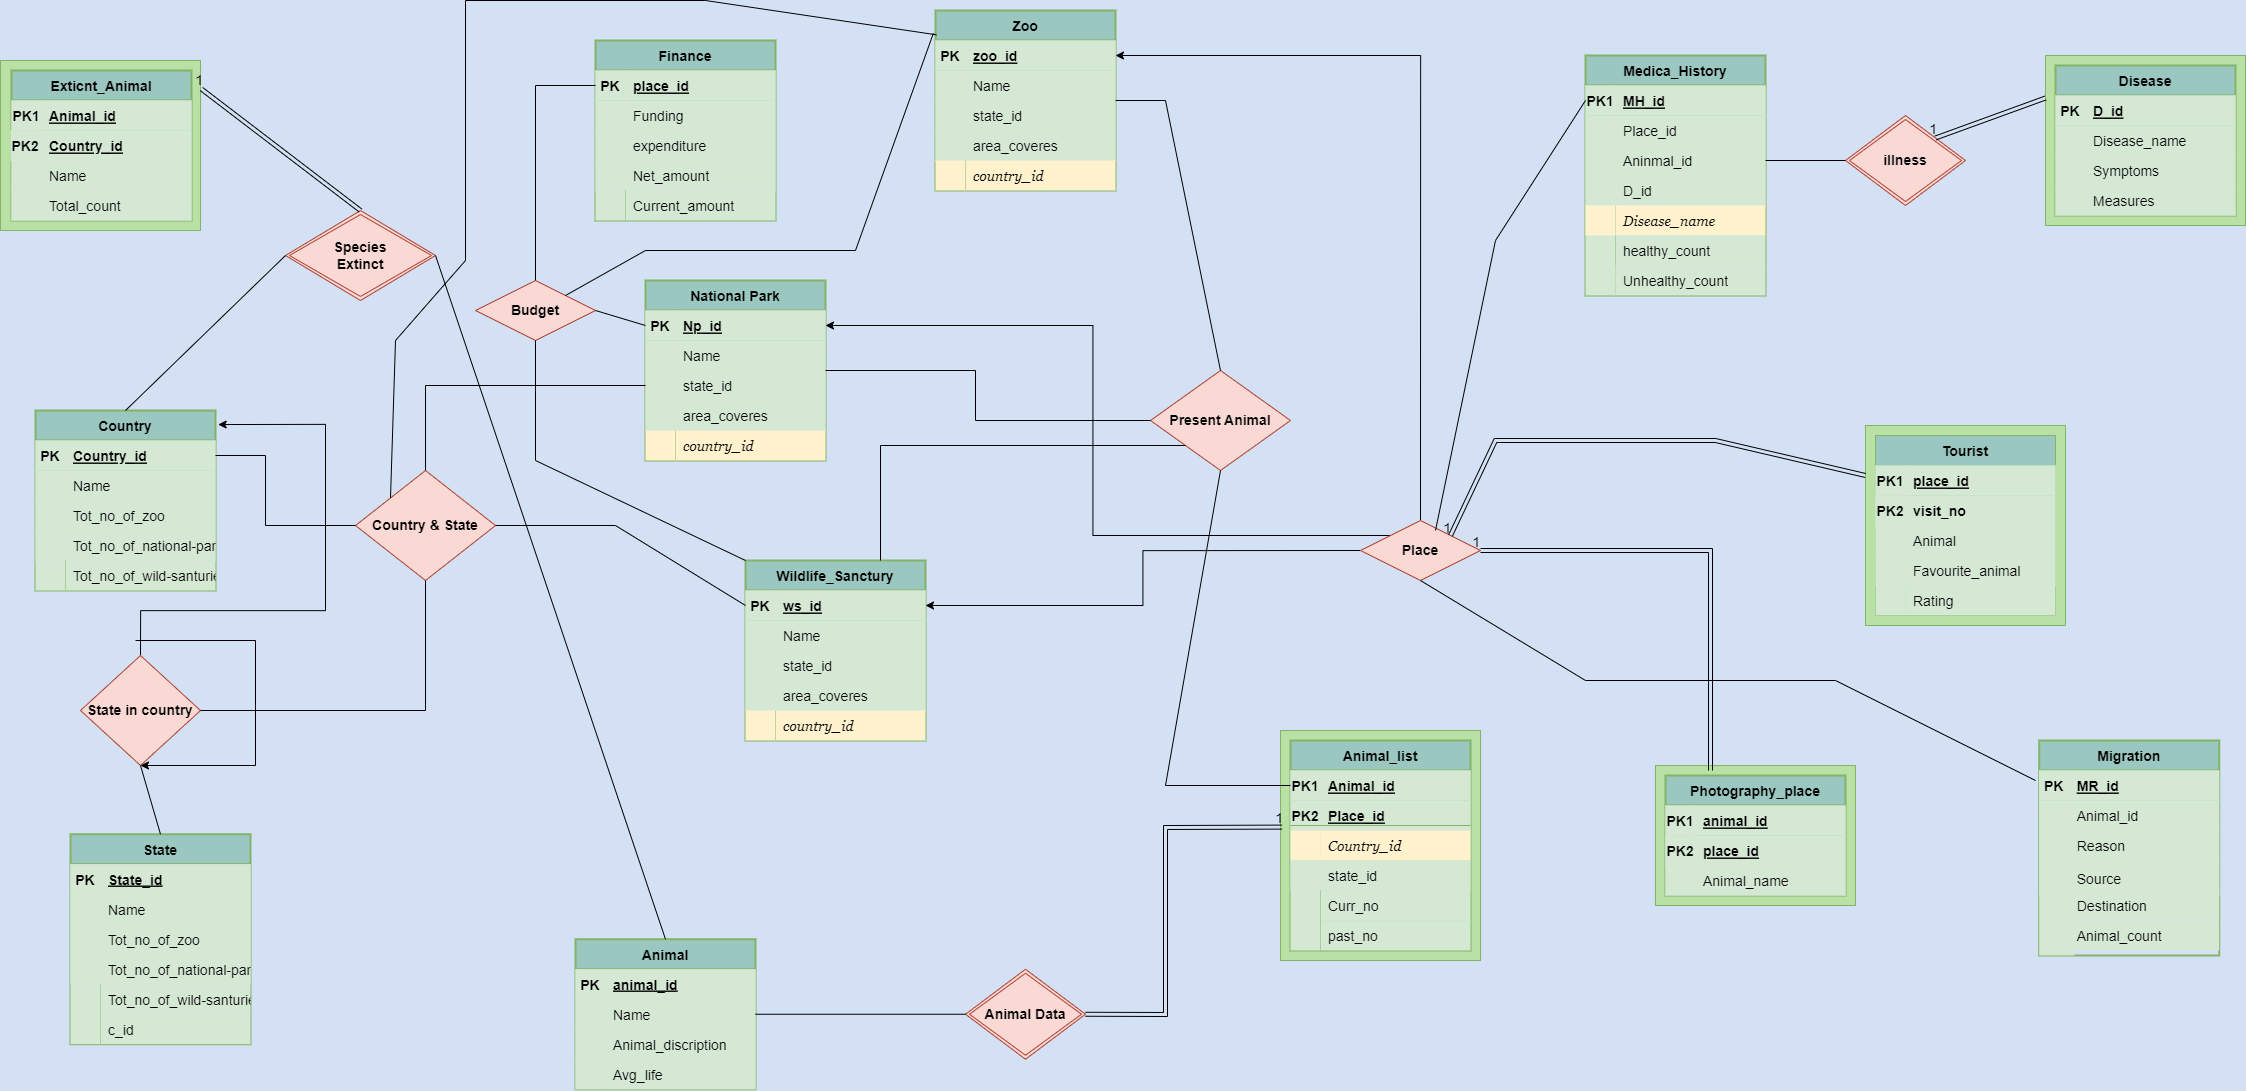 Exticnt_Animal
PK1 Animal_id
PK2 Country_id
Name
Total_count
1
Species
Extinct
Finance
PK place_id
Funding
expenditure
Net_amount
Current_amount
Zoo
PK zoo_id
Name
state_id
area_coveres
country_id
Medica_History
PK1 MH_id
Place_id
Aninmal_id
D_id
Disease_name
healthy_count
Unhealthy_count
illness
1
Disease
PK D_id
Disease_name
Symptoms
Measures
Budget
National Park
PK Np_id
Name
state_id
area_coveres
country_id
Present Animal
Country
PK Country_id
Name
Tot_no_of_zoo
Tot_no_of_national-par
Tot_no_of_wild-santurie
Country & State
Wildlife_Sanctury
PK ws_id
Name
state_id
area_coveres
country_id
Place
1
1
Tourist
PK1 place_id
PK2 visit_no
Animal
Favourite_animal
Rating
State in country
State
PK State_id
Name
Tot_no_of_zoo
Tot_no_of_national-par
Tot_no_of_wild-santurie
c_id
Animal
PK animal_id
Name
Animal_discription
Avg_life
Animal Data
1
Animal_list
PK1 Animal_id
PK2 Place_id
Country_id
state_id
Curr_no
past_no
Photography_place
PK1 animal_id
PK2 place_id
Animal_name
Migration
PK MR_id
Animal_id
Reason
Source
Destination
Animal_count